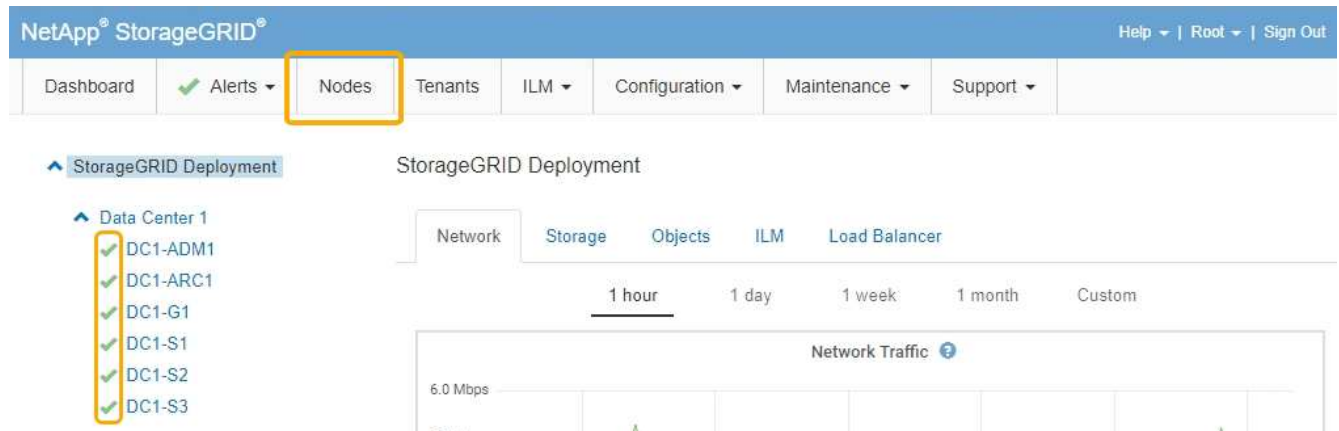 NetApp® StorageGRID®
Help | Root | Sign Out
Dashboard Alerts Nodes Tenants ILM Configuration Maintenance Support
StorageGRID Deployment
StorageGRID Deployment
Data Center 1
Network Storage Objects ILM Load Balancer
DC1-ADM1
DC1-ARC1
1 hour 1 day 1 week 1 month Custom
DC1-G1
DC1-S1
Network Traffic ?
DC1-S2
6.0 Mbps
DC1-S3